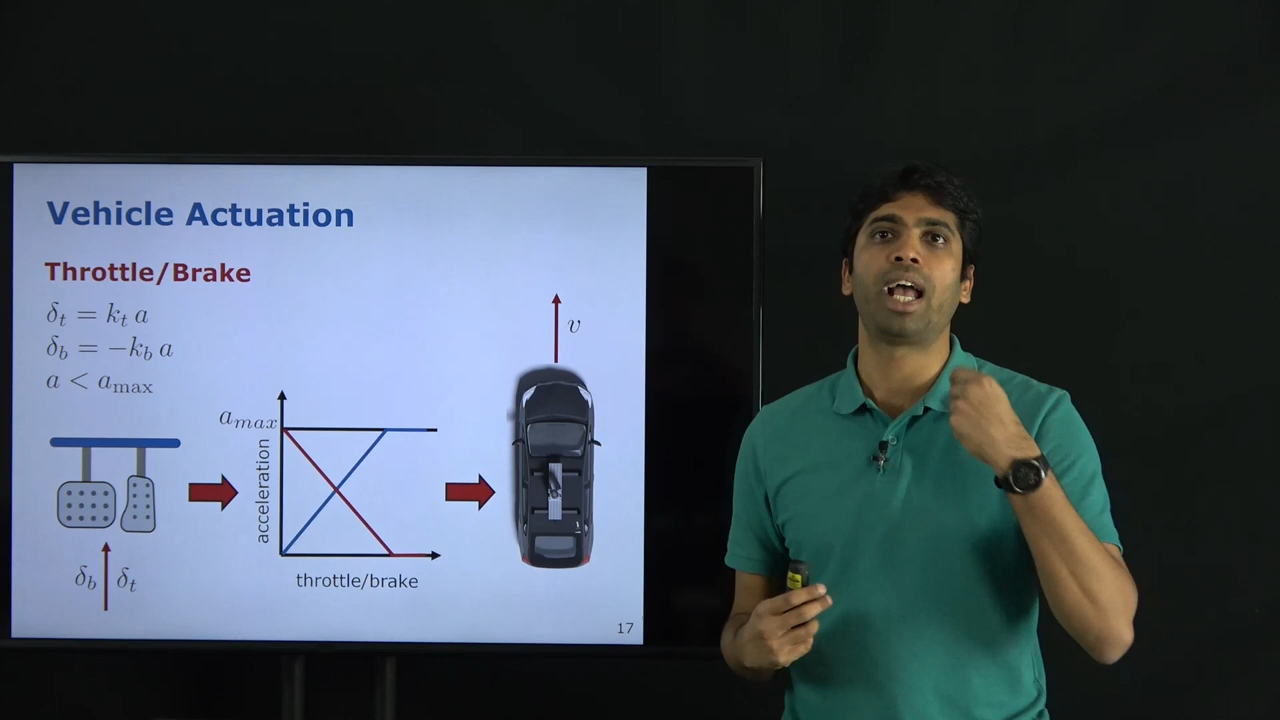 Vehicle Actuation
Throttle/Brake
δ_t = k_t a
δ_b = −k_b a
a < a_max
a_max
acceleration
throttle/brake
δ_b δ_t
v
17